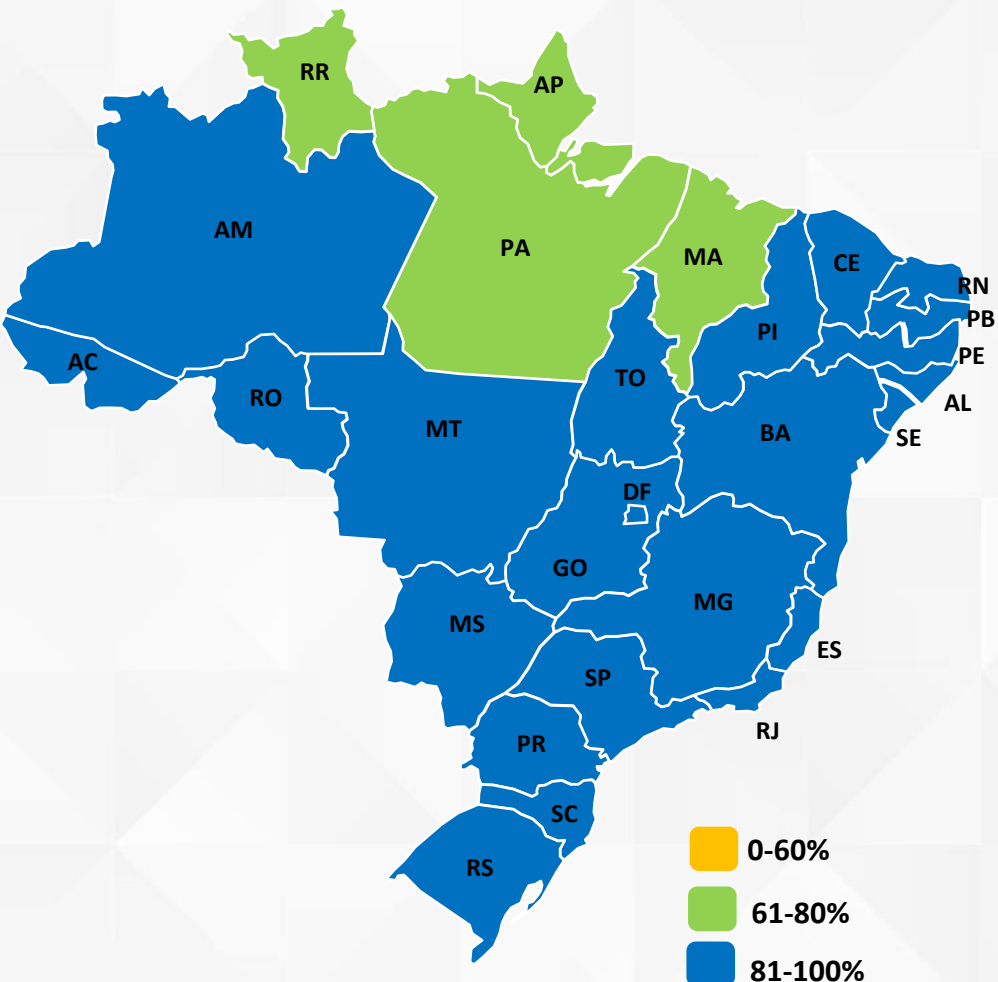 RR
AP
AM
PA
MA
CE
RN
PB
PI
PE
AC
TO
RO
AL
MT
BA
SE
DF
GO
MG
MS
ES
SP
RJ
PR
SC
RS
0-60%
61-80%
81-100%